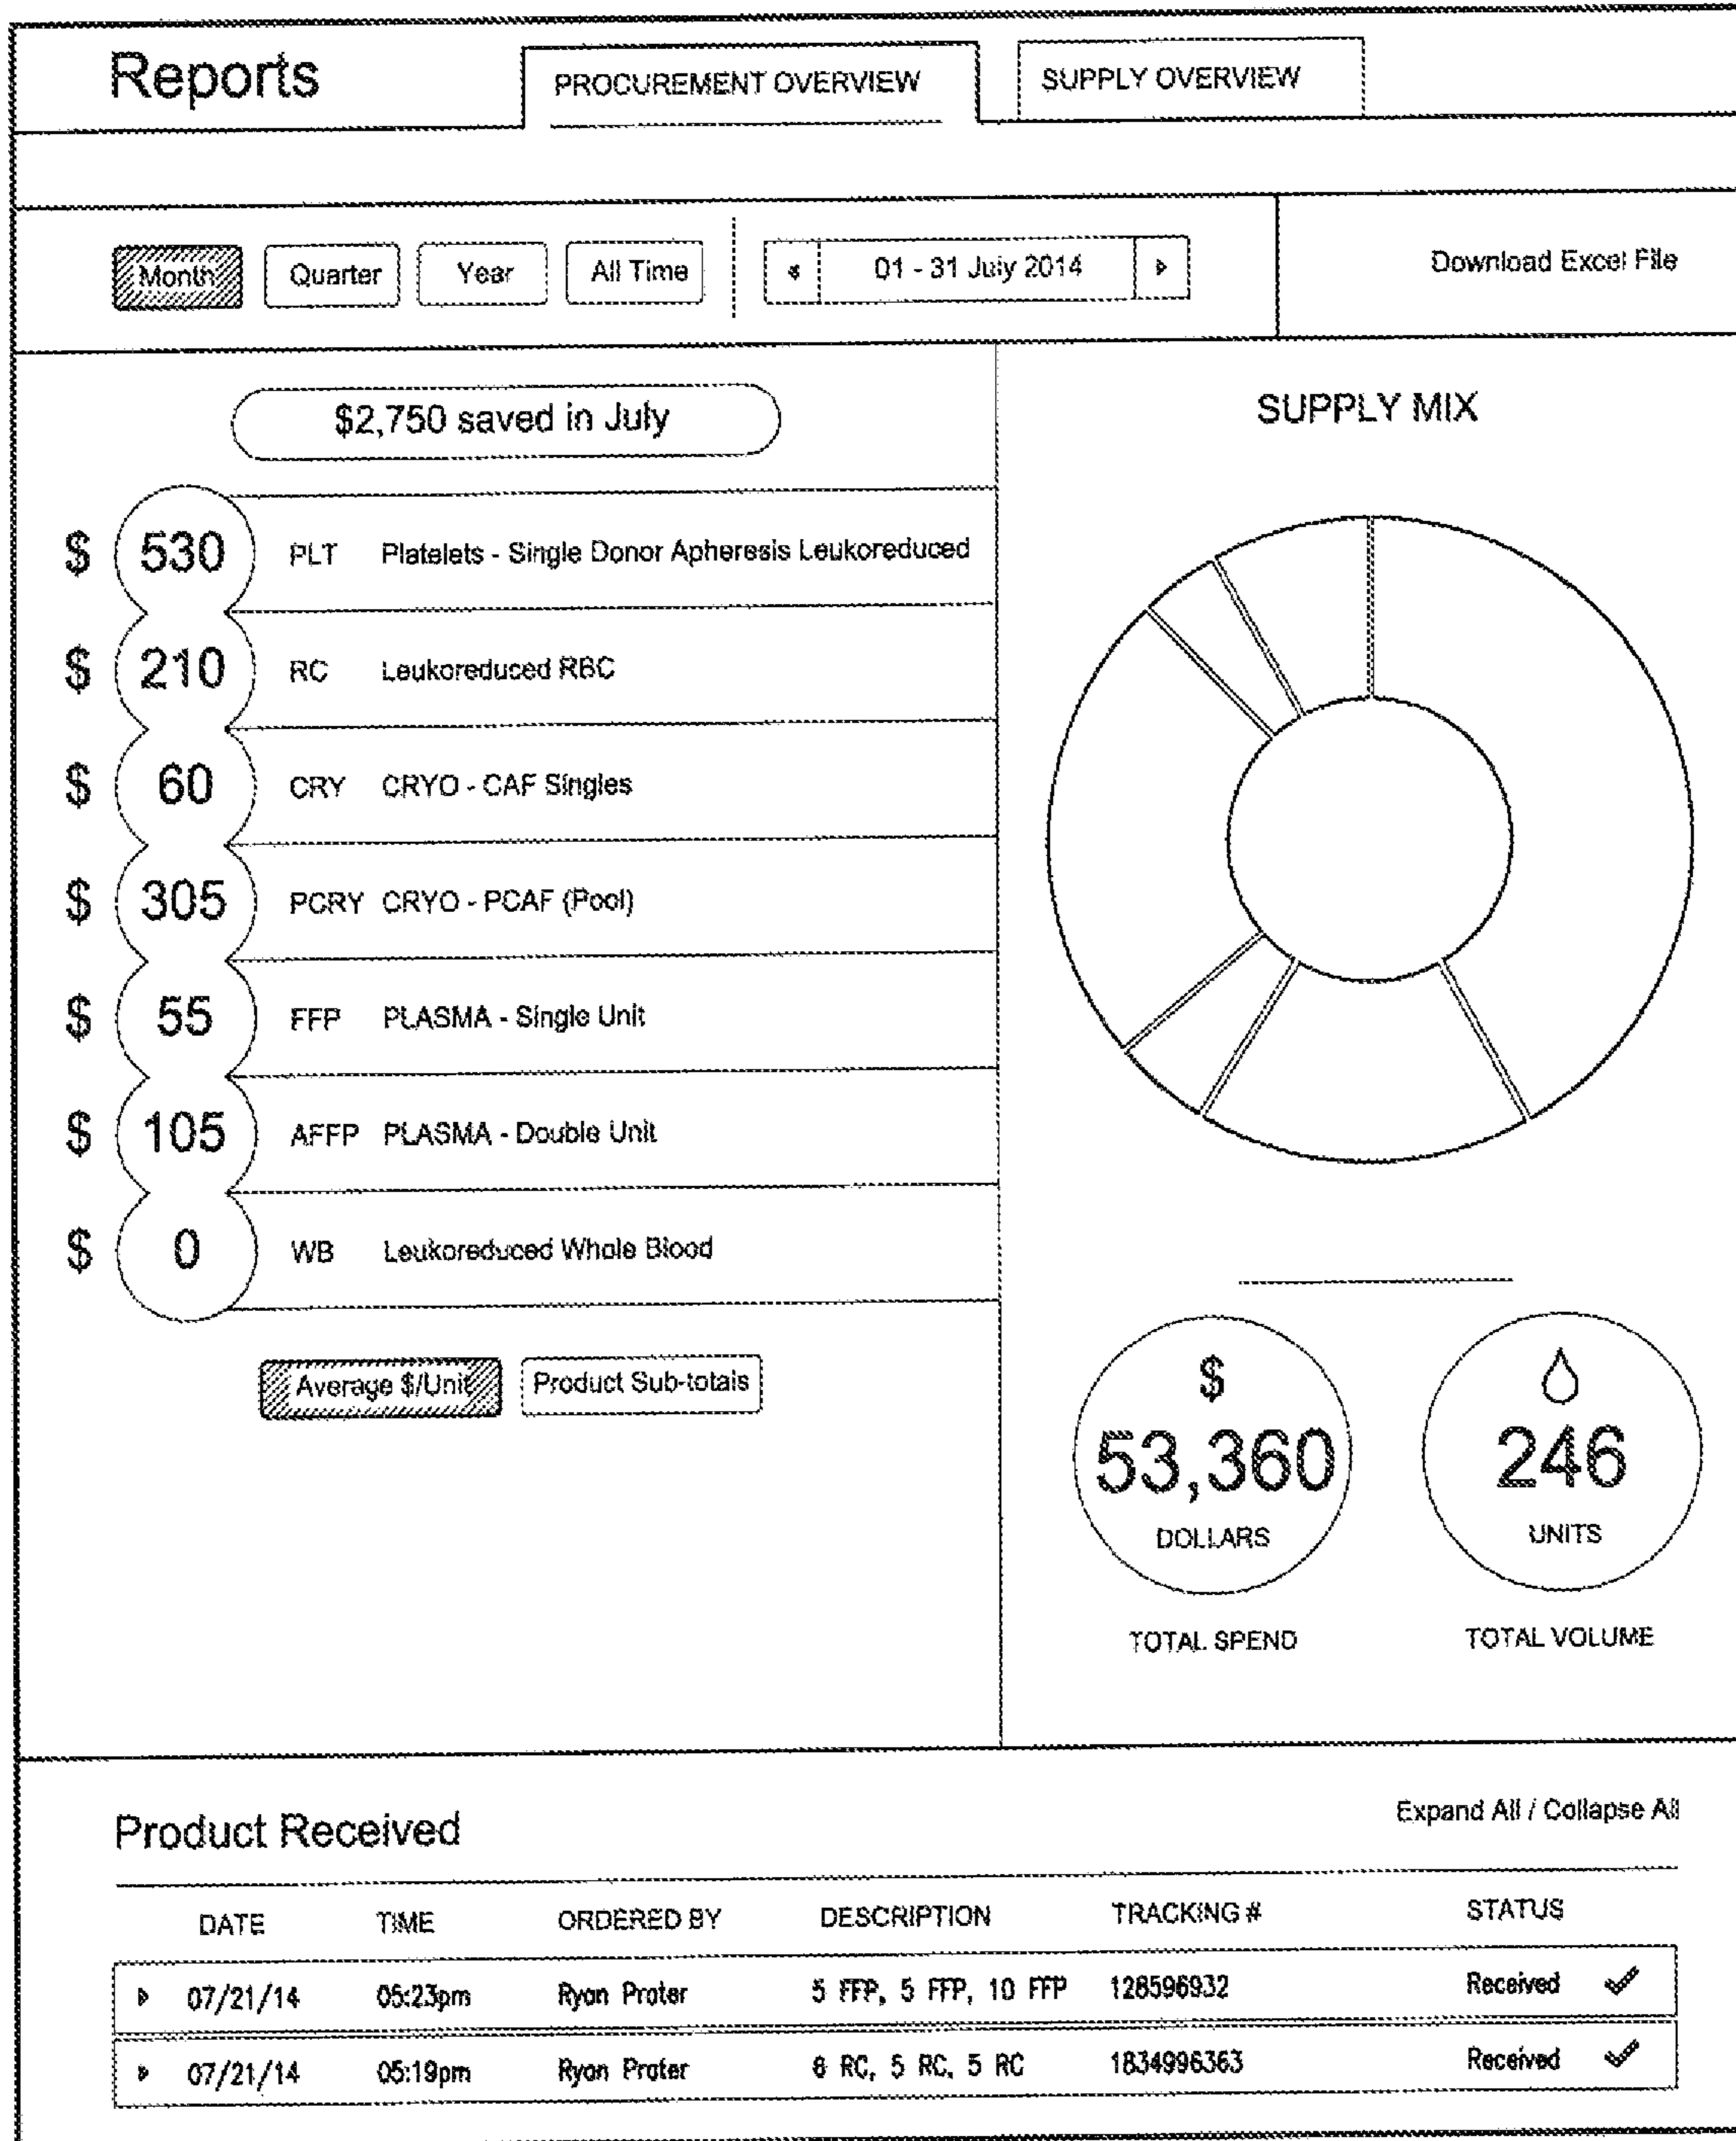 Reports PROCUREMENT OVERVIEW SUPPLY OVERVIEW
Month Quarter Year All Time 01 - 31 July 2014 Download Excel File
$2,750 saved in July
$ 530 PLT Platelets - Single Donor Apheresis Leukoreduced
$ 210 RC Leukoreduced RBC
$ 60 CRY CRYO - CAF Singles
$ 305 PCRY CRYO - PCAF (Pool)
$ 55 FFP PLASMA - Single Unit
$ 105 AFFP PLASMA - Double Unit
$ 0 WB Leukoreduced Whole Blood
Average $/Unit Product Sub-totals
SUPPLY MIX
$
53,360
DOLLARS
TOTAL SPEND
246
UNITS
TOTAL VOLUME
Product Received Expand All / Collapse All
DATE TIME ORDERED BY DESCRIPTION TRACKING # STATUS
07/21/14 05:23pm Ryan Prater 5 FFP, 5 FFP, 10 FFP 128596932 Received
07/21/14 05:19pm Ryan Prater 6 RC, 5 RC, 5 RC 1834996363 Received